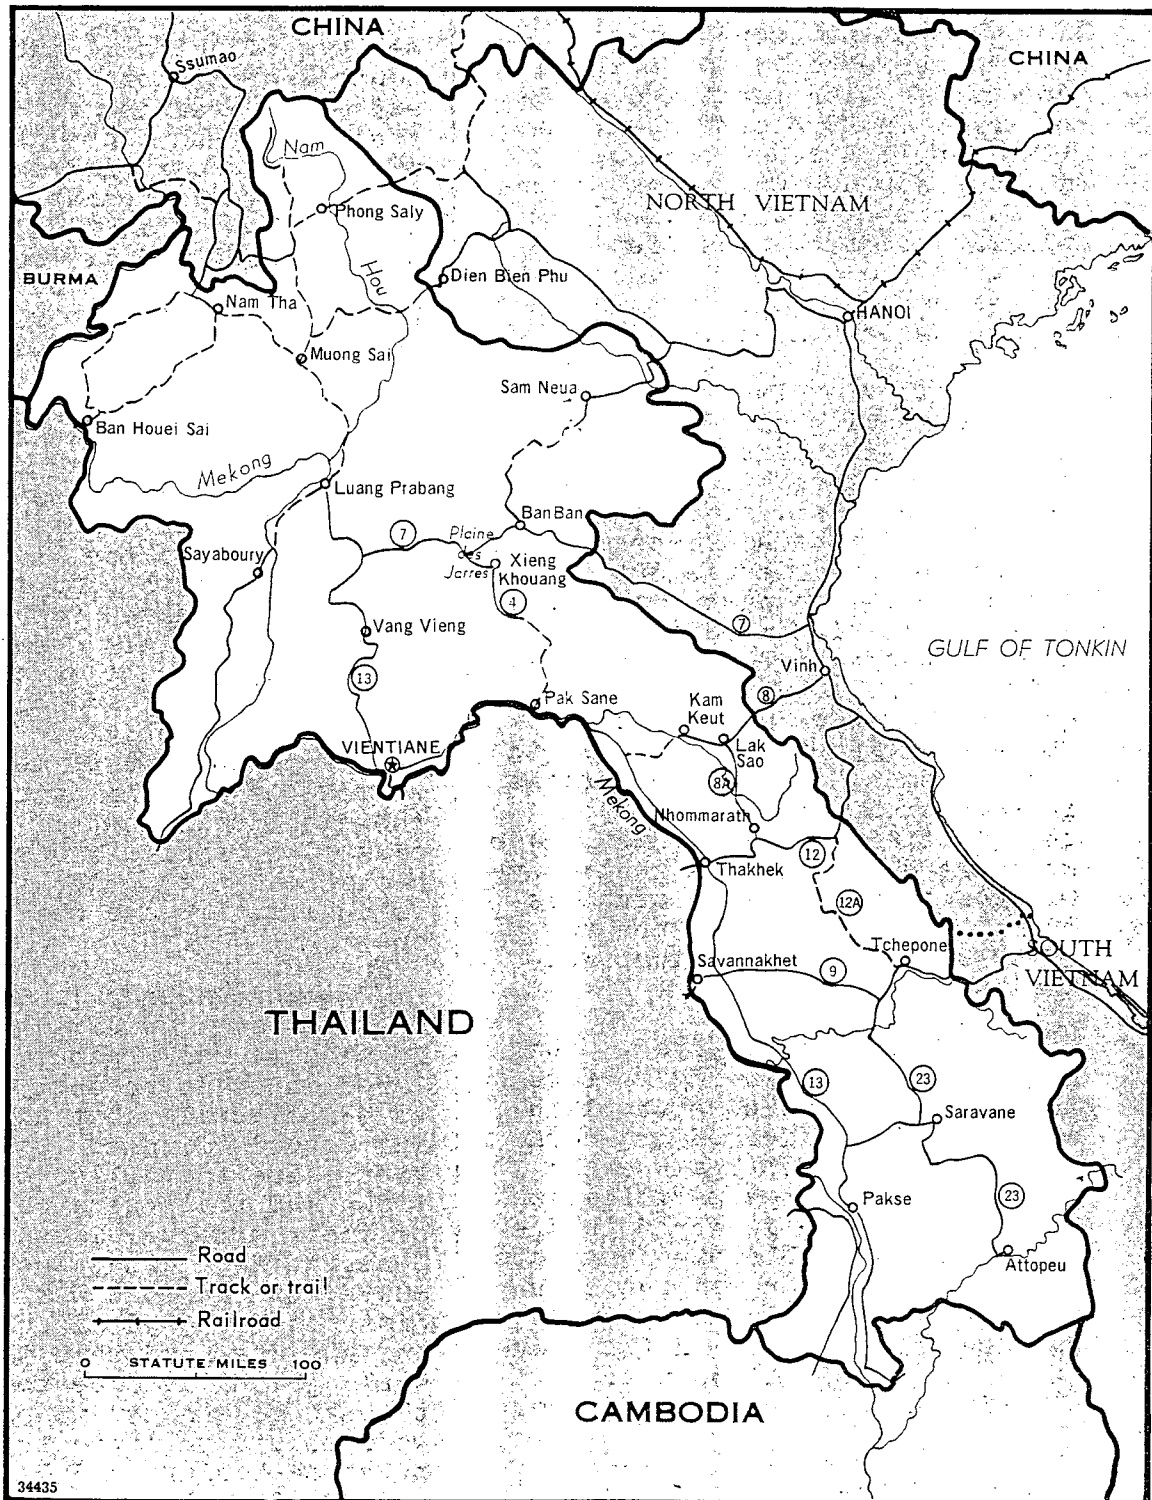 CHINA
Ssumao
CHINA
Nam
NORTH VIETNAM
Phong Saly
Hou
BURMA
Dien Bien Phu
Nam Tha
HANOI
Muong Sai
Sam Neua
Ban Houei Sai
Mekong
Luang Prabang
Ban Ban
7
Plaine
des
Jarres
Sayaboury
Xieng
Khouang
4
7
Vang Vieng
GULF OF TONKIN
13
Vinh
8
Pak Sane
Kam
Keut
VIENTIANE
Lak
Sao
8A
Mekong
Nhommarath
12
Thakhek
12A
Tchepone
SOUTH
VIETNAM
Savannakhet
9
THAILAND
13
23
Saravane
23
Pakse
Attopeu
Road
Track or trail
Railroad
0 STATUTE MILES 100
CAMBODIA
34435